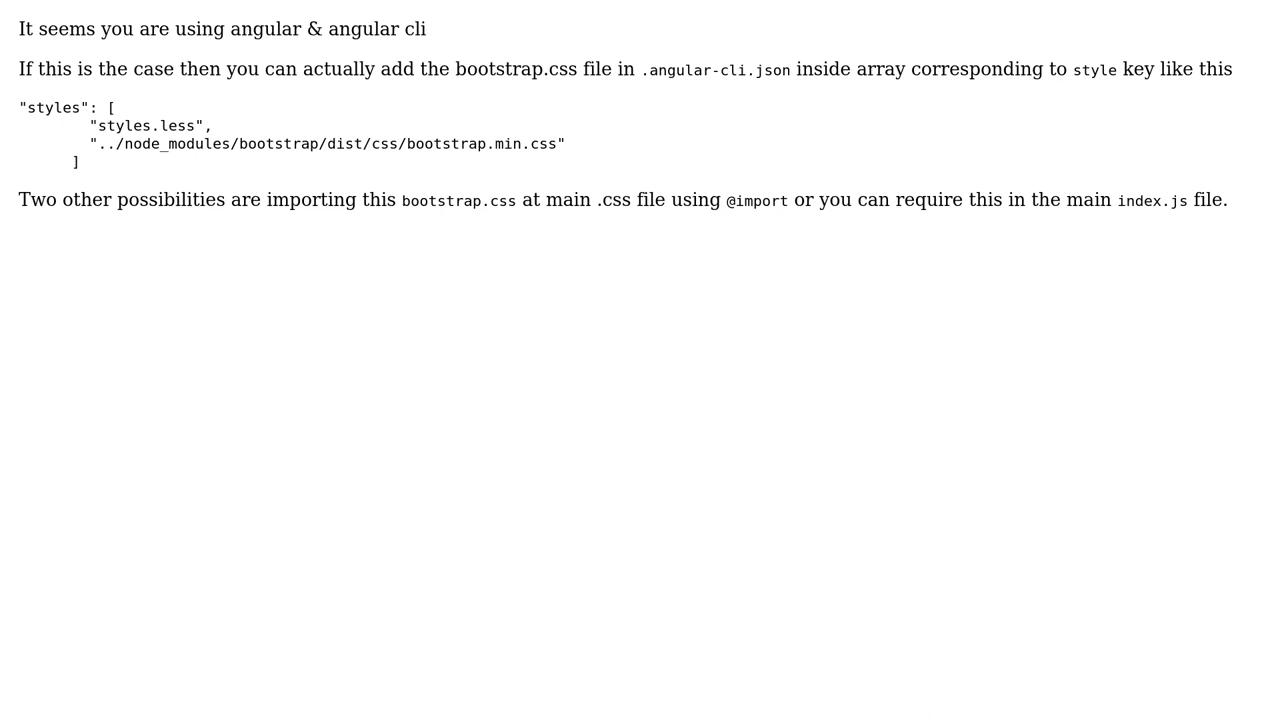 It seems you are using angular & angular cli
If this is the case then you can actually add the bootstrap.css file in .angular-cli.json inside array corresponding to style key like this
"styles": [
        "styles.less",
        "../node_modules/bootstrap/dist/css/bootstrap.min.css"
      ]
Two other possibilities are importing this bootstrap.css at main .css file using @import or you can require this in the main index.js file.